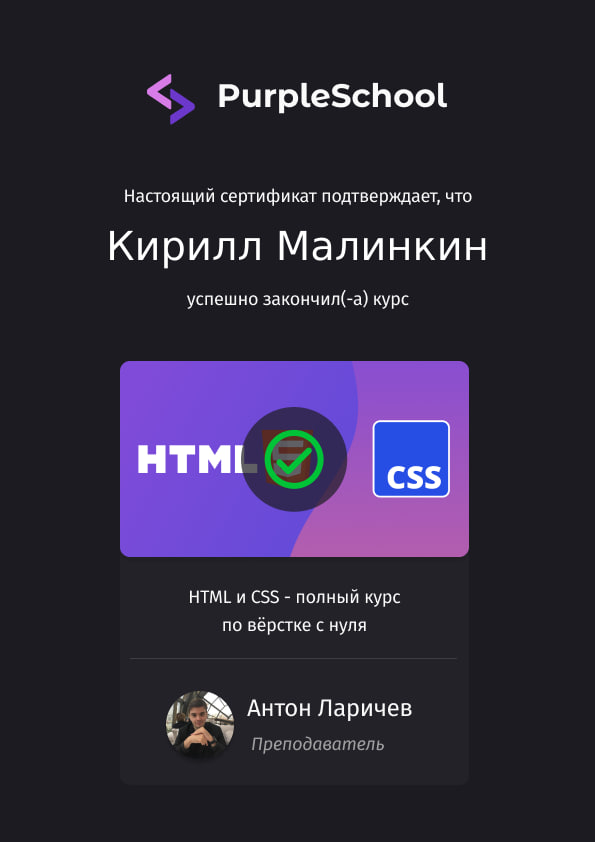 PurpleSchool
Настоящий сертификат подтверждает, что
Кирилл Малинкин
успешно закончил(-а) курс
HTML
CSS
HTML и CSS - полный курс
по вёрстке с нуля
Антон Ларичев
Преподаватель